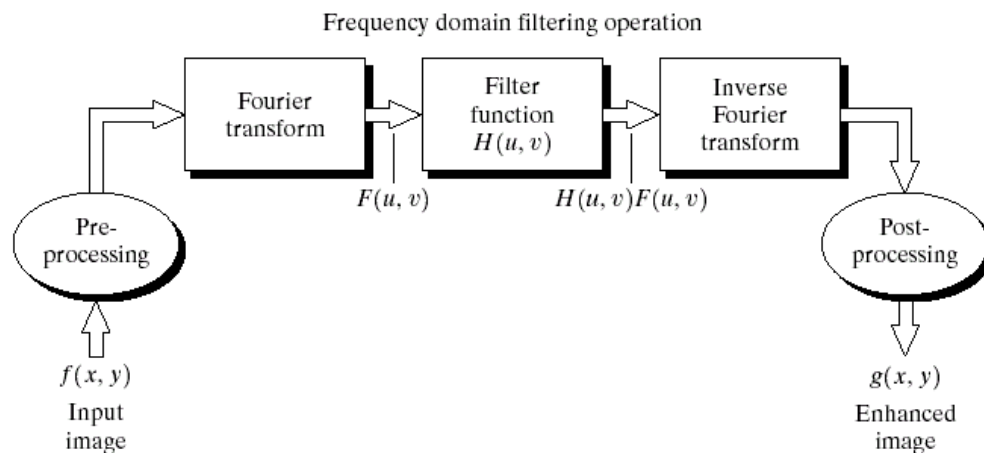 Frequency domain filtering operation
Fourier
transform
Filter
function
H(u, v)
Inverse
Fourier
transform
F(u, v)
H(u, v)F(u, v)
Pre-
processing
Post-
processing
f(x, y)
Input
image
g(x, y)
Enhanced
image